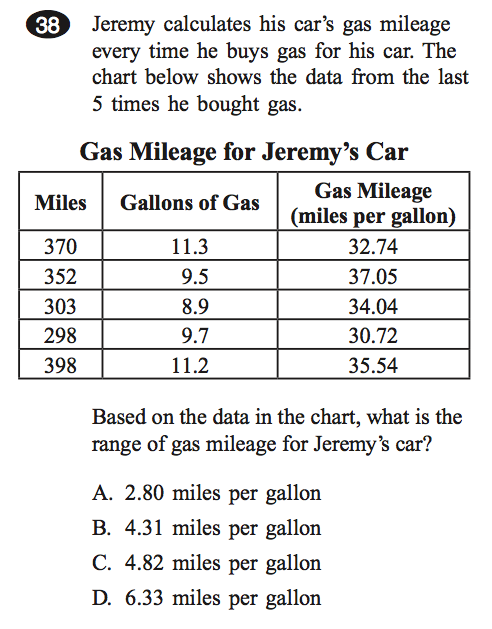 38 Jeremy calculates his car's gas mileage
every time he buys gas for his car. The
chart below shows the data from the last
5 times he bought gas.
Gas Mileage for Jeremy's Car
Miles Gallons of Gas Gas Mileage
(miles per gallon)
370 11.3 32.74
352 9.5 37.05
303 8.9 34.04
298 9.7 30.72
398 11.2 35.54
Based on the data in the chart, what is the
range of gas mileage for Jeremy's car?
A. 2.80 miles per gallon
B. 4.31 miles per gallon
C. 4.82 miles per gallon
D. 6.33 miles per gallon